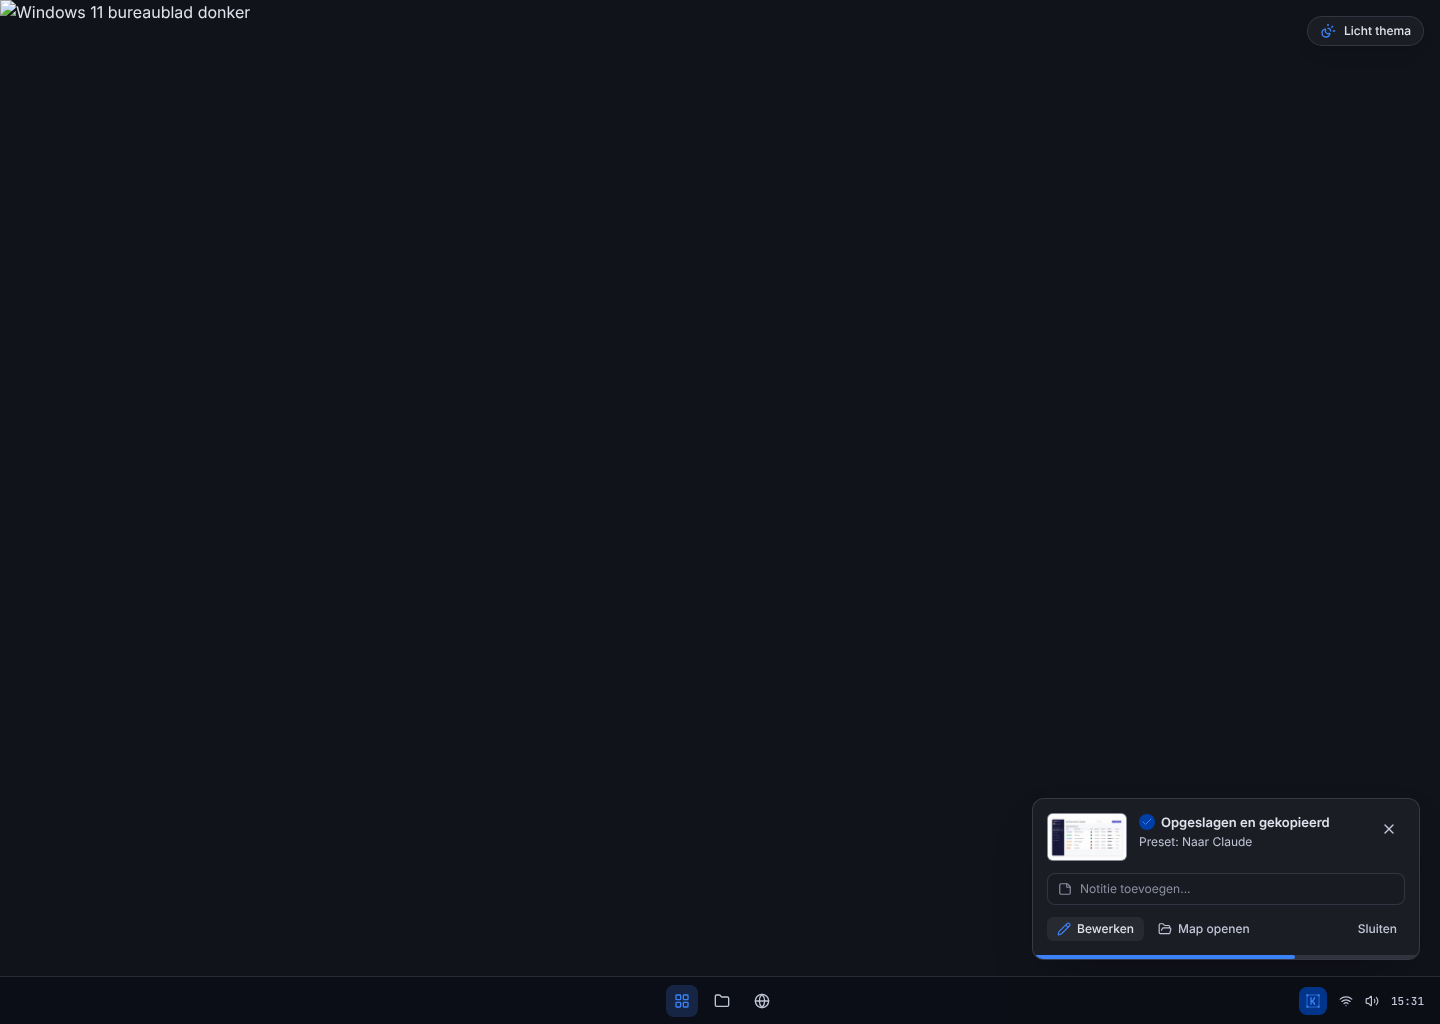 Windows 11 bureaublad donker
Licht thema
Opgeslagen en gekopieerd
Preset: Naar Claude
Notitie toevoegen...
Bewerken
Map openen
Sluiten
K
15:31